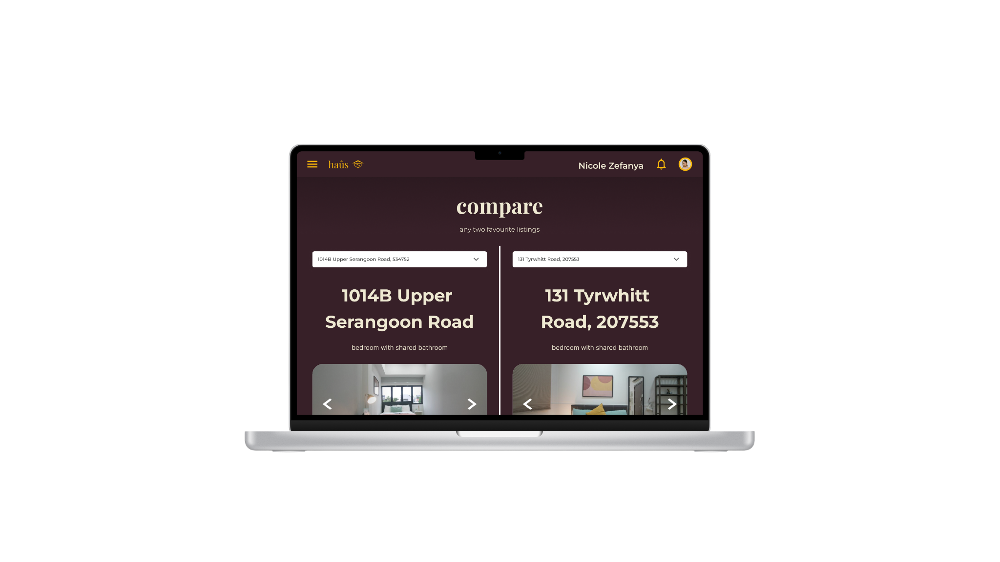 haûs
Nicole Zefanya
compare
any two favourite listings
1014B Upper Serangoon Road, 534752
131 Tyrwhitt Road, 207553
1014B Upper
Serangoon Road
bedroom with shared bathroom
131 Tyrwhitt
Road, 207553
bedroom with shared bathroom